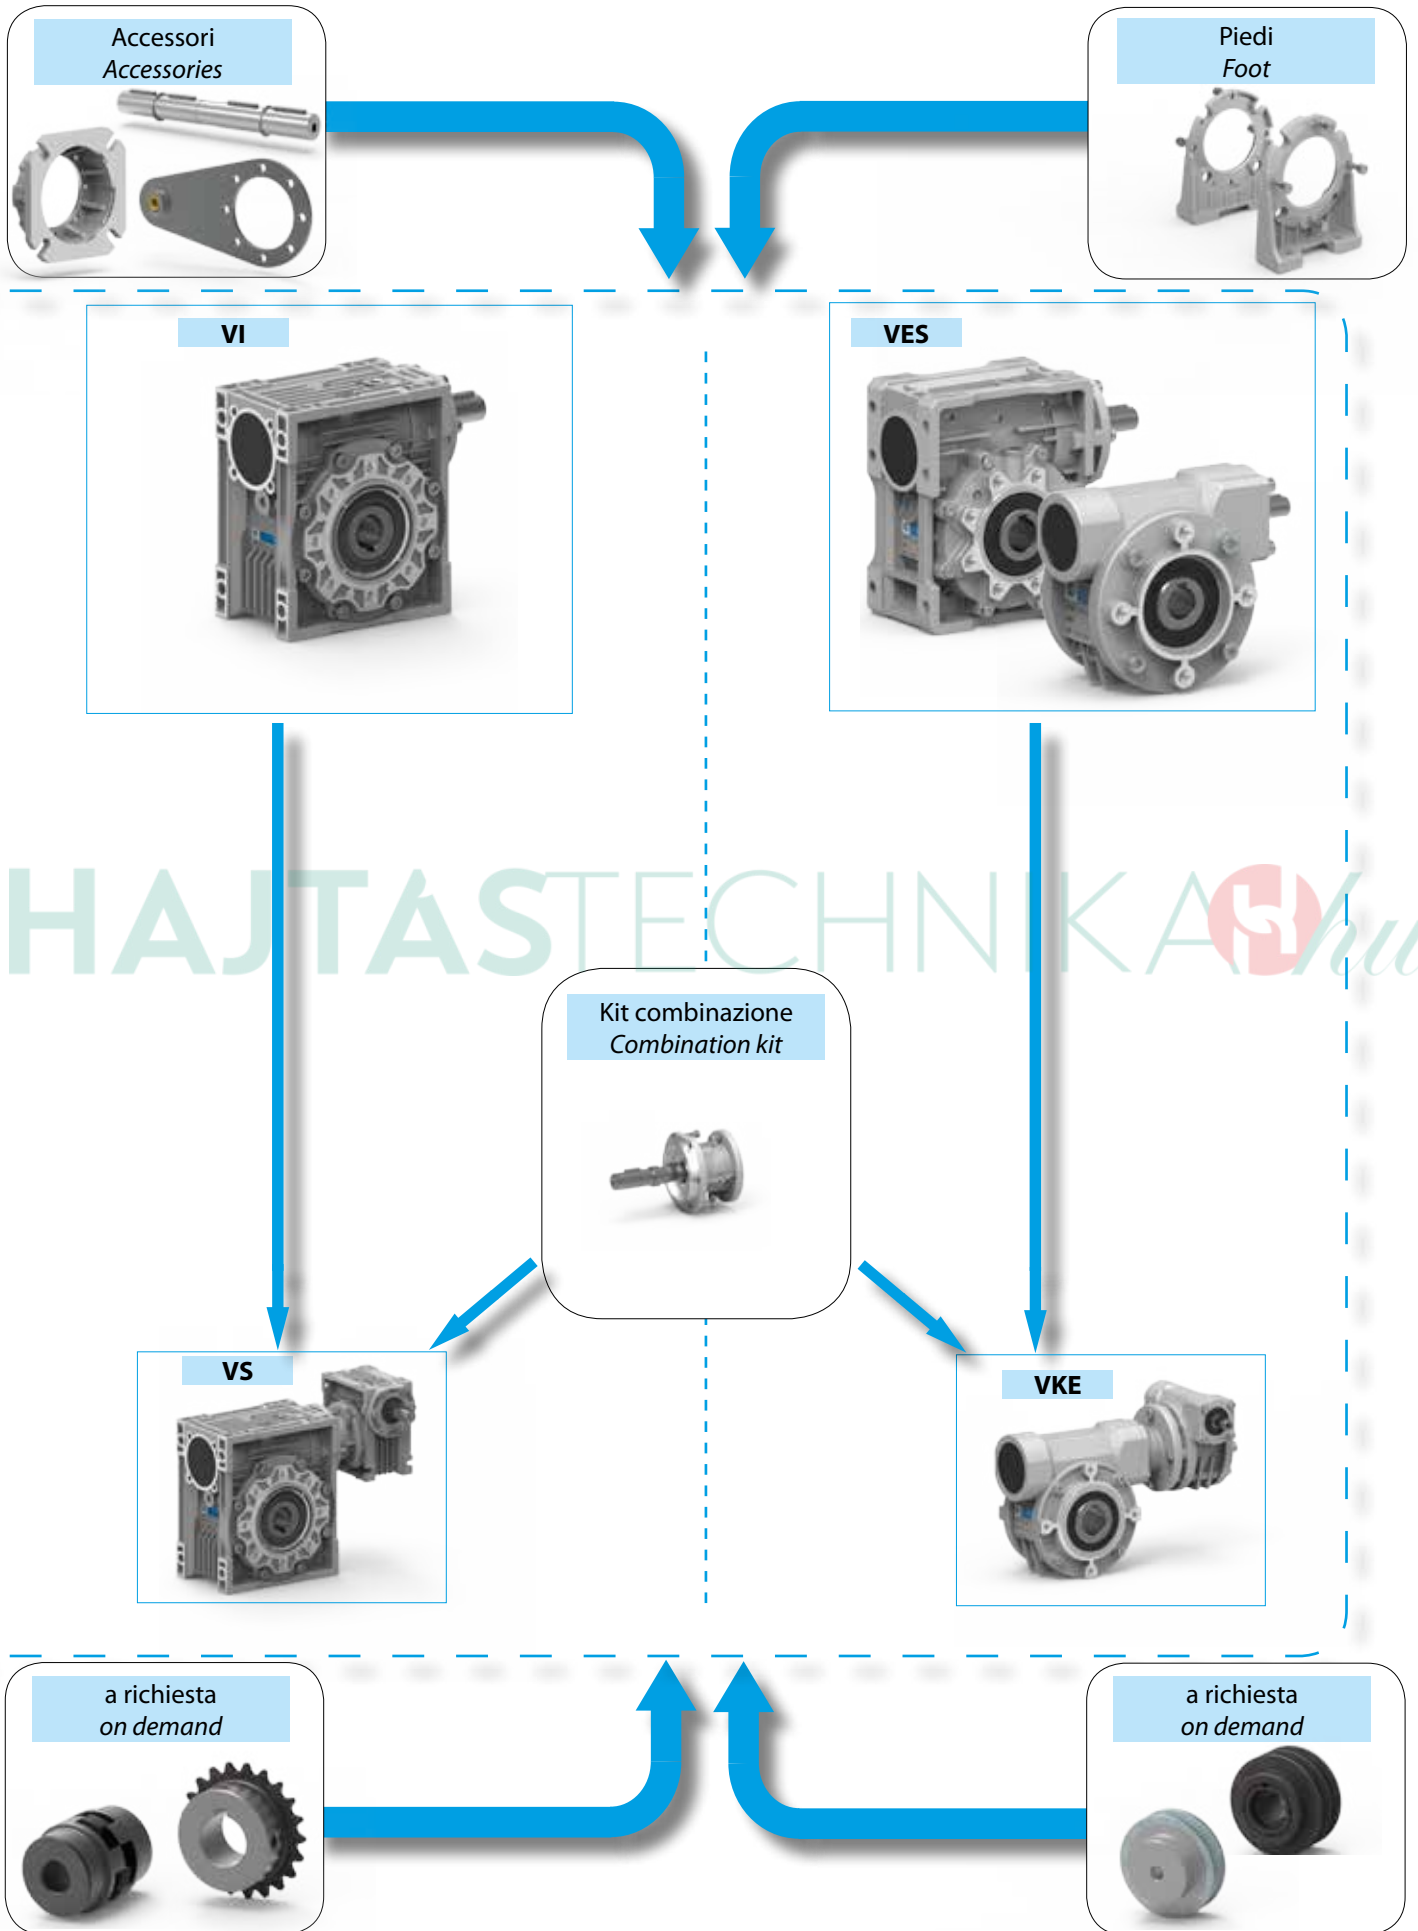 Accessori
Accessories
Piedi
Foot
VI
VES
HAJTÁSTECHNIKA.hu
Kit combinazione
Combination kit
VS
VKE
a richiesta
on demand
a richiesta
on demand